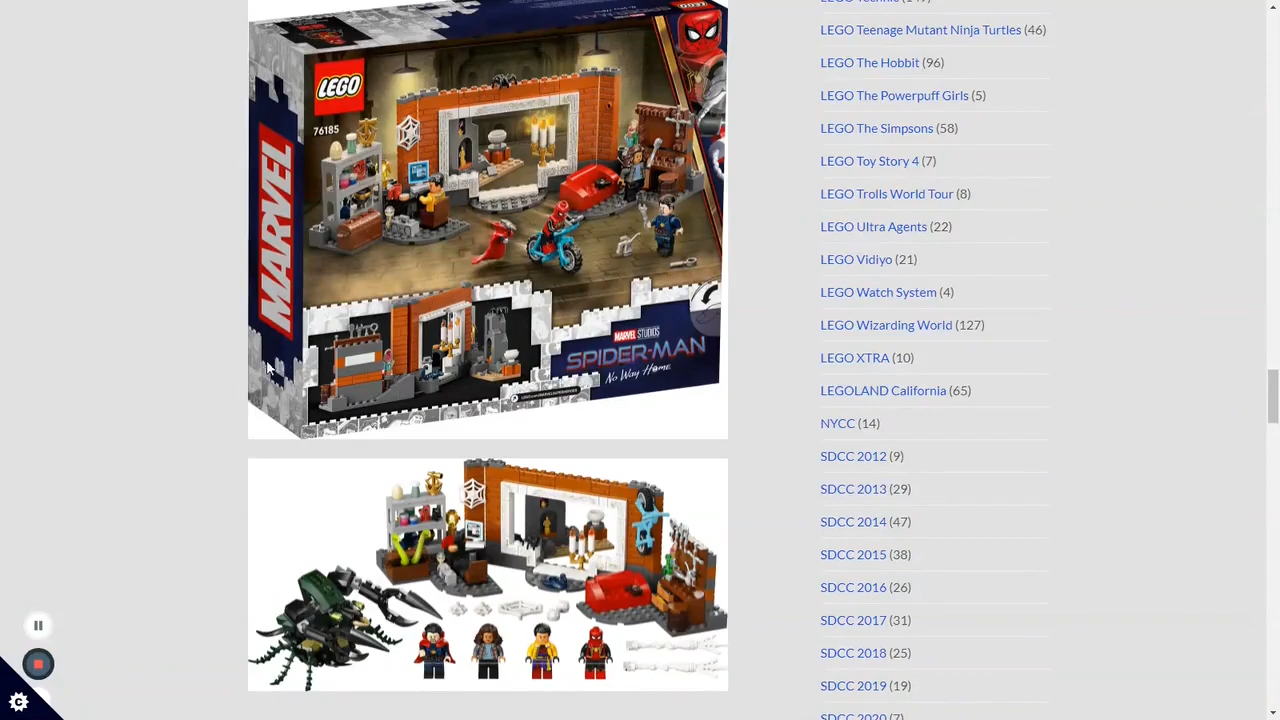 LEGO
76185
MARVEL
MARVEL STUDIOS
SPIDER-MAN
No Way Home
LEGO Teenage Mutant Ninja Turtles (46)
LEGO The Hobbit (96)
LEGO The Powerpuff Girls (5)
LEGO The Simpsons (58)
LEGO Toy Story 4 (7)
LEGO Trolls World Tour (8)
LEGO Ultra Agents (22)
LEGO Vidiyo (21)
LEGO Watch System (4)
LEGO Wizarding World (127)
LEGO XTRA (10)
LEGOLAND California (65)
NYCC (14)
SDCC 2012 (9)
SDCC 2013 (29)
SDCC 2014 (47)
SDCC 2015 (38)
SDCC 2016 (26)
SDCC 2017 (31)
SDCC 2018 (25)
SDCC 2019 (19)
SDCC 2020 (7)